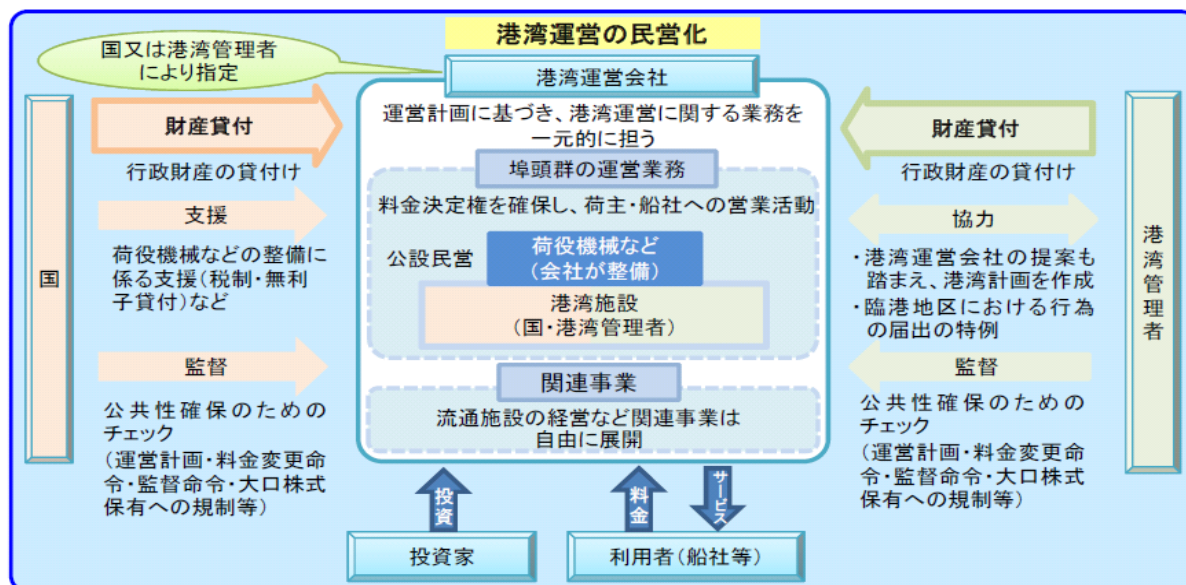 港湾運営の民営化
国又は港湾管理者
により指定
港湾運営会社
運営計画に基づき、港湾運営に関する業務を
一元的に担う
埠頭群の運営業務
料金決定権を確保し、荷主・船社への営業活動
公設民営
荷役機械など
(会社が整備)
港湾施設
(国・港湾管理者)
関連事業
流通施設の経営など関連事業は
自由に展開
国
財産貸付
行政財産の貸付け
支援
荷役機械などの整備に
係る支援(税制・無利
子貸付)など
監督
公共性確保のための
チェック
(運営計画・料金変更命
令・監督命令・大口株式
保有への規制等)
財産貸付
行政財産の貸付け
協力
・港湾運営会社の提案も
踏まえ、港湾計画を作成
・臨港地区における行為
の届出の特例
監督
公共性確保のための
チェック
(運営計画・料金変更命
令・監督命令・大口株式
保有への規制等)
港湾管理者
投資
料金
サービス
投資家
利用者(船社等)